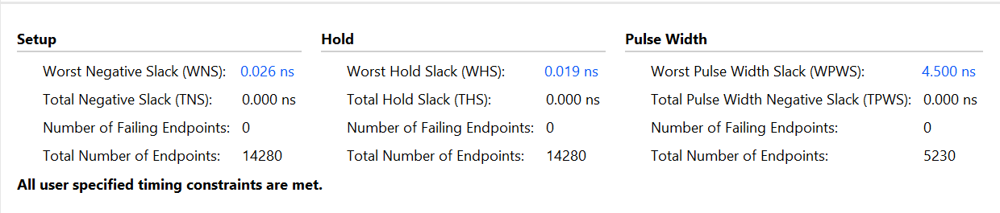 Setup Hold Pulse Width
Worst Negative Slack (WNS): 0.026 ns Worst Hold Slack (WHS): 0.019 ns Worst Pulse Width Slack (WPWS): 4.500 ns
Total Negative Slack (TNS): 0.000 ns Total Hold Slack (THS): 0.000 ns Total Pulse Width Negative Slack (TPWS): 0.000 ns
Number of Failing Endpoints: 0 Number of Failing Endpoints: 0 Number of Failing Endpoints: 0
Total Number of Endpoints: 14280 Total Number of Endpoints: 14280 Total Number of Endpoints: 5230
All user specified timing constraints are met.